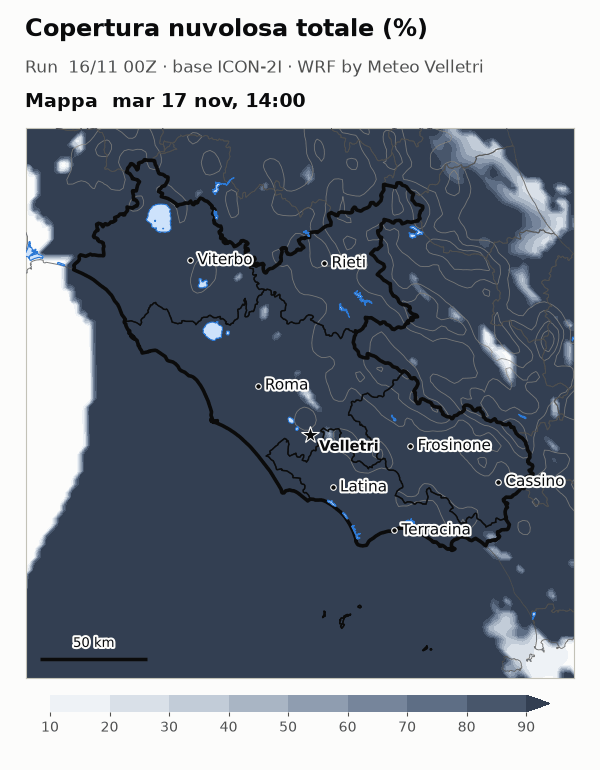 Copertura nuvolosa totale (%)
Run  16/11 00Z · base ICON-2I · WRF by Meteo Velletri
Mappa  mar 17 nov, 14:00
Viterbo
Rieti
Roma
Velletri
Frosinone
Latina
Cassino
Terracina
50 km
10 20 30 40 50 60 70 80 90